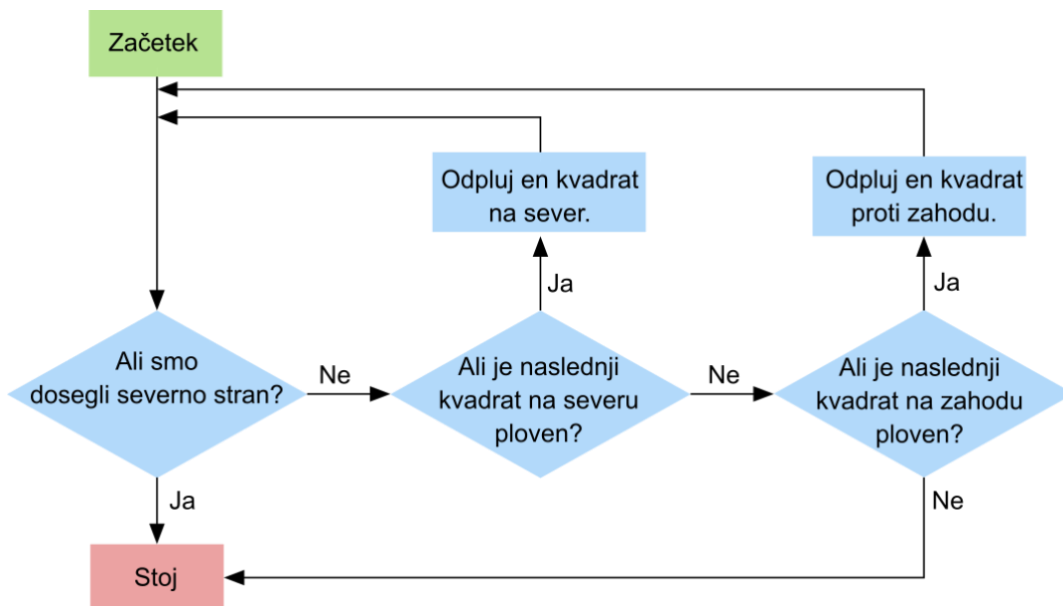 Začetek
Odpluj en kvadrat
na sever.
Odpluj en kvadrat
proti zahodu.
Ja
Ja
Ali smo
dosegli severno stran?
Ne
Ali je naslednji
kvadrat na severu
ploven?
Ne
Ali je naslednji
kvadrat na zahodu
ploven?
Ja
Ne
Stoj